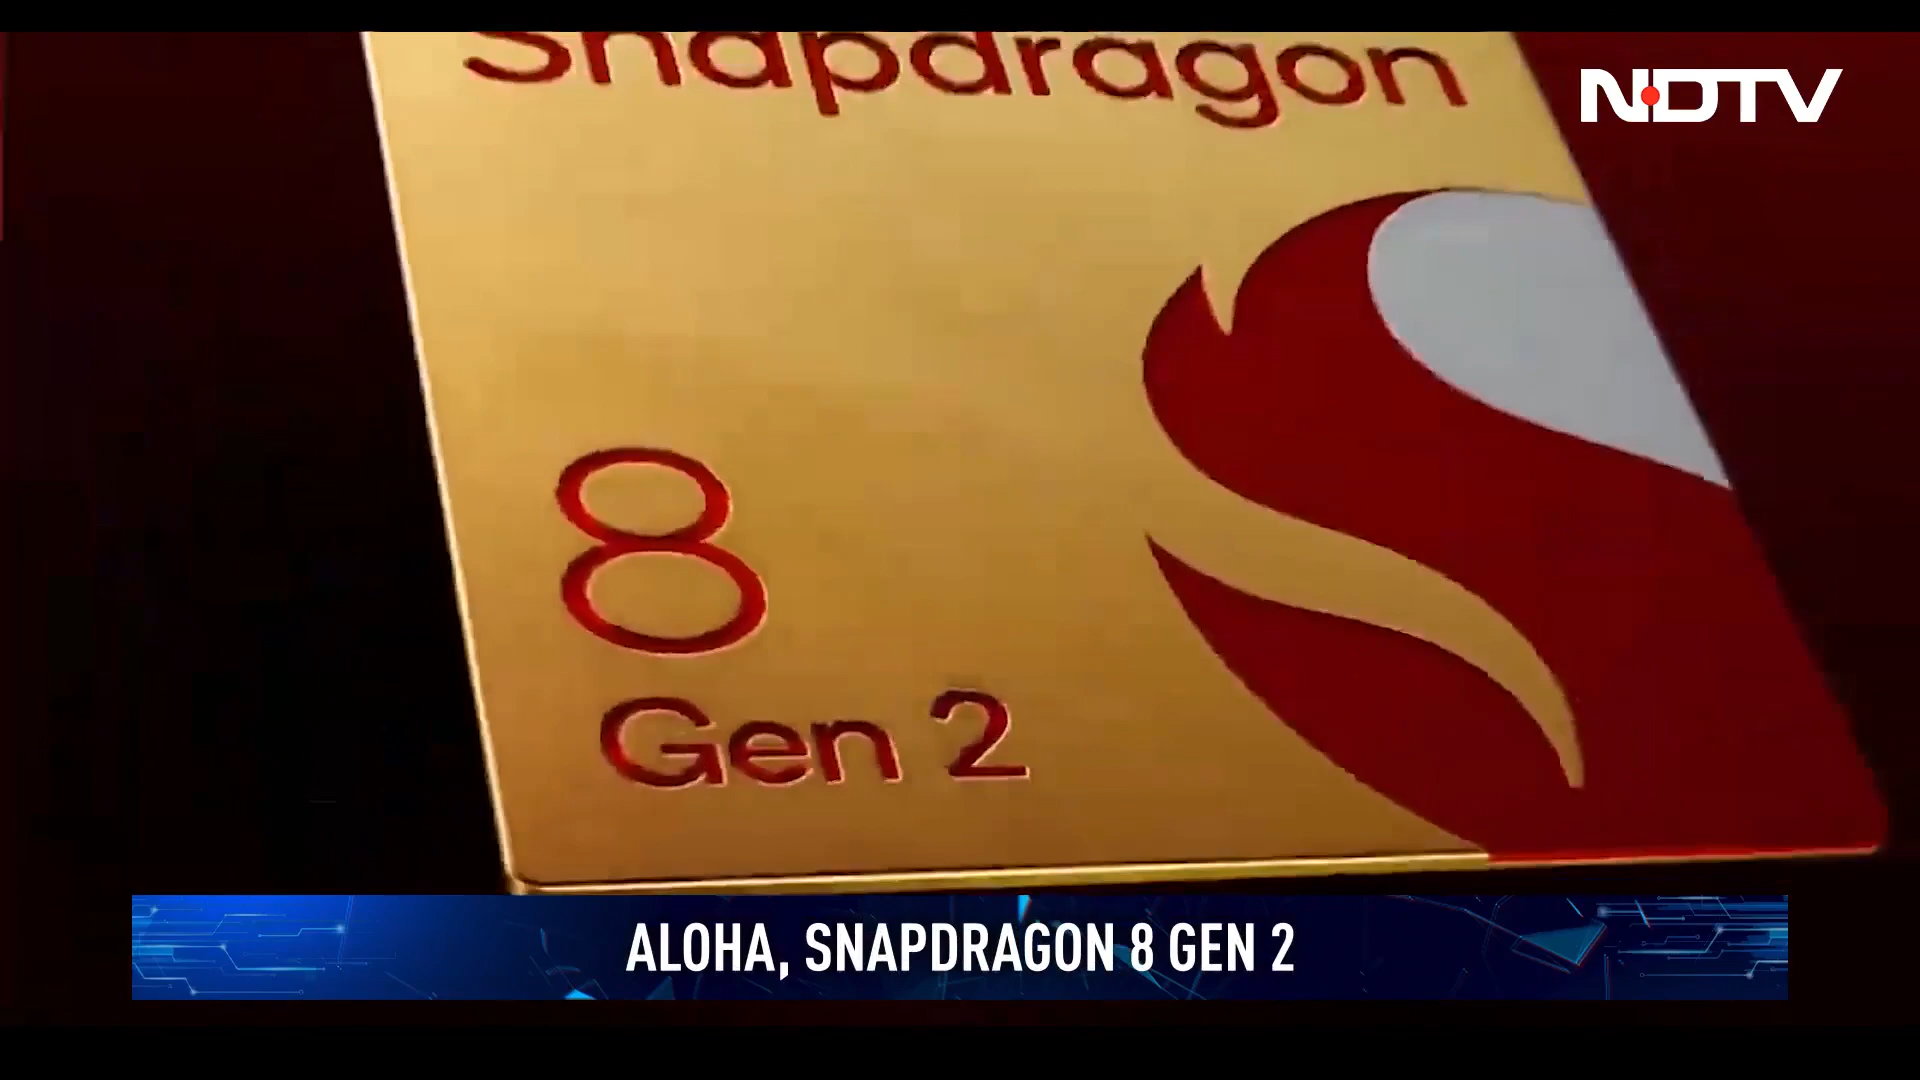 Snapdragon
NDTV
8
Gen 2
ALOHA, SNAPDRAGON 8 GEN 2